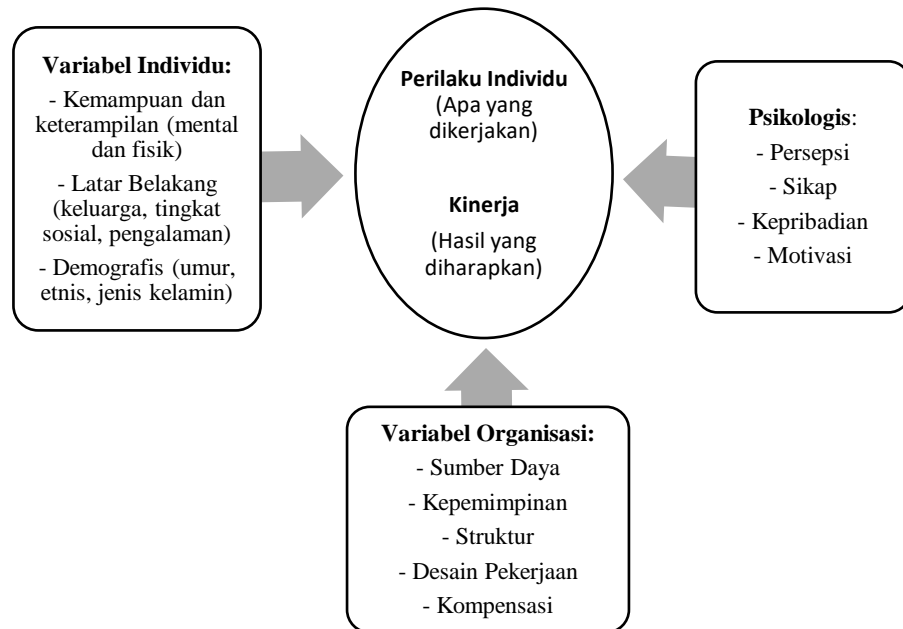 Variabel Individu:
- Kemampuan dan
keterampilan (mental
dan fisik)
- Latar Belakang
(keluarga, tingkat
sosial, pengalaman)
- Demografis (umur,
etnis, jenis kelamin)
Perilaku Individu
(Apa yang
dikerjakan)
Kinerja
(Hasil yang
diharapkan)
Psikologis:
- Persepsi
- Sikap
- Kepribadian
- Motivasi
Variabel Organisasi:
- Sumber Daya
- Kepemimpinan
- Struktur
- Desain Pekerjaan
- Kompensasi